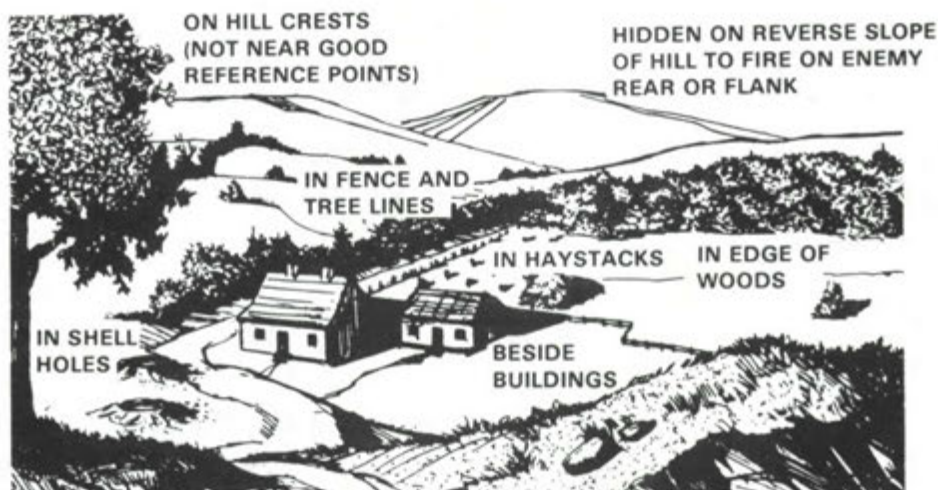 ON HILL CRESTS
(NOT NEAR GOOD
REFERENCE POINTS)
HIDDEN ON REVERSE SLOPE
OF HILL TO FIRE ON ENEMY
REAR OR FLANK
IN FENCE AND
TREE LINES
IN HAYSTACKS
IN EDGE OF
WOODS
IN SHELL
HOLES
BESIDE
BUILDINGS